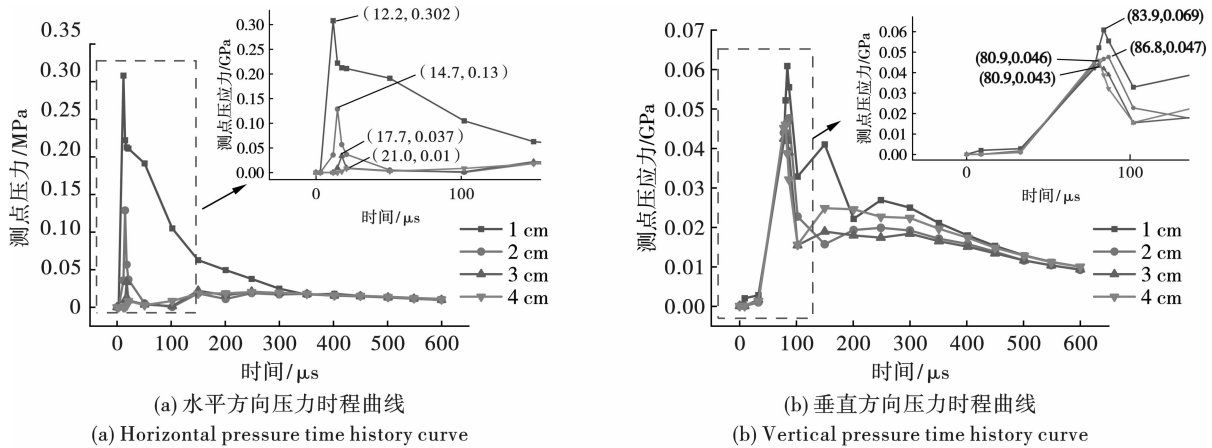 0.35
0.30
0.25
0.20
0.15
0.10
0.05
0
测点压力/MPa
0 100 200 300 400 500 600
时间/μs
0.30
0.25
0.20
0.15
0.10
0.05
0.00
测点压应力/GPa
(12.2, 0.302)
(14.7, 0.13)
(17.7, 0.037)
(21.0, 0.01)
0 100
时间/μs
1 cm
2 cm
3 cm
4 cm
(a) 水平方向压力时程曲线
(a) Horizontal pressure time history curve
0.07
0.06
0.05
0.04
0.03
0.02
0.01
0.00
测点压应力/GPa
0 100 200 300 400 500 600
时间/μs
0.06
0.05
0.04
0.03
0.02
0.01
0.00
测点压应力/GPa
(83.9,0.069)
(80.9,0.046)
(86.8,0.047)
(80.9,0.043)
0 100
时间/μs
1 cm
2 cm
3 cm
4 cm
(b) 垂直方向压力时程曲线
(b) Vertical pressure time history curve